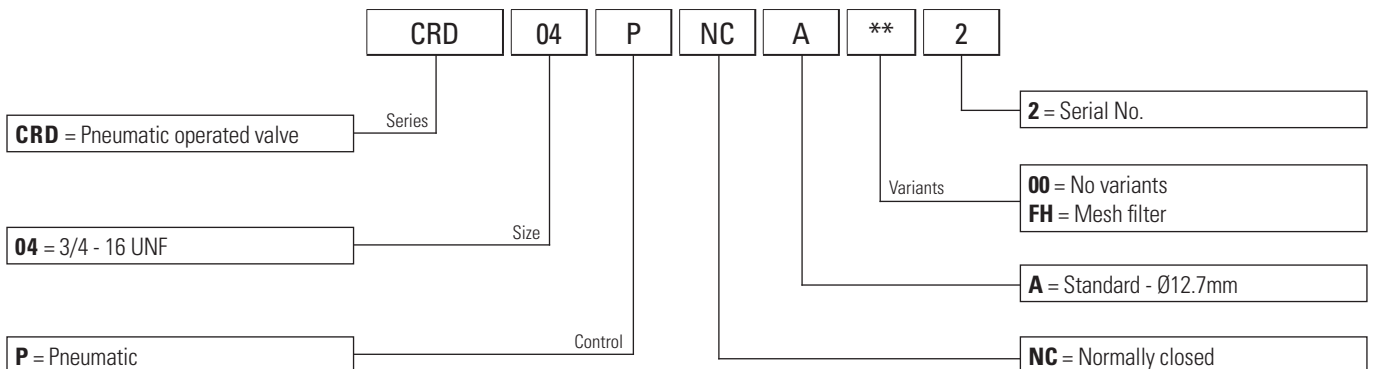 CRD 04 P NC A ** 2
CRD = Pneumatic operated valve
Series
2 = Serial No.
Variants
00 = No variants
FH = Mesh filter
04 = 3/4 - 16 UNF
Size
A = Standard - Ø12.7mm
P = Pneumatic
Control
NC = Normally closed